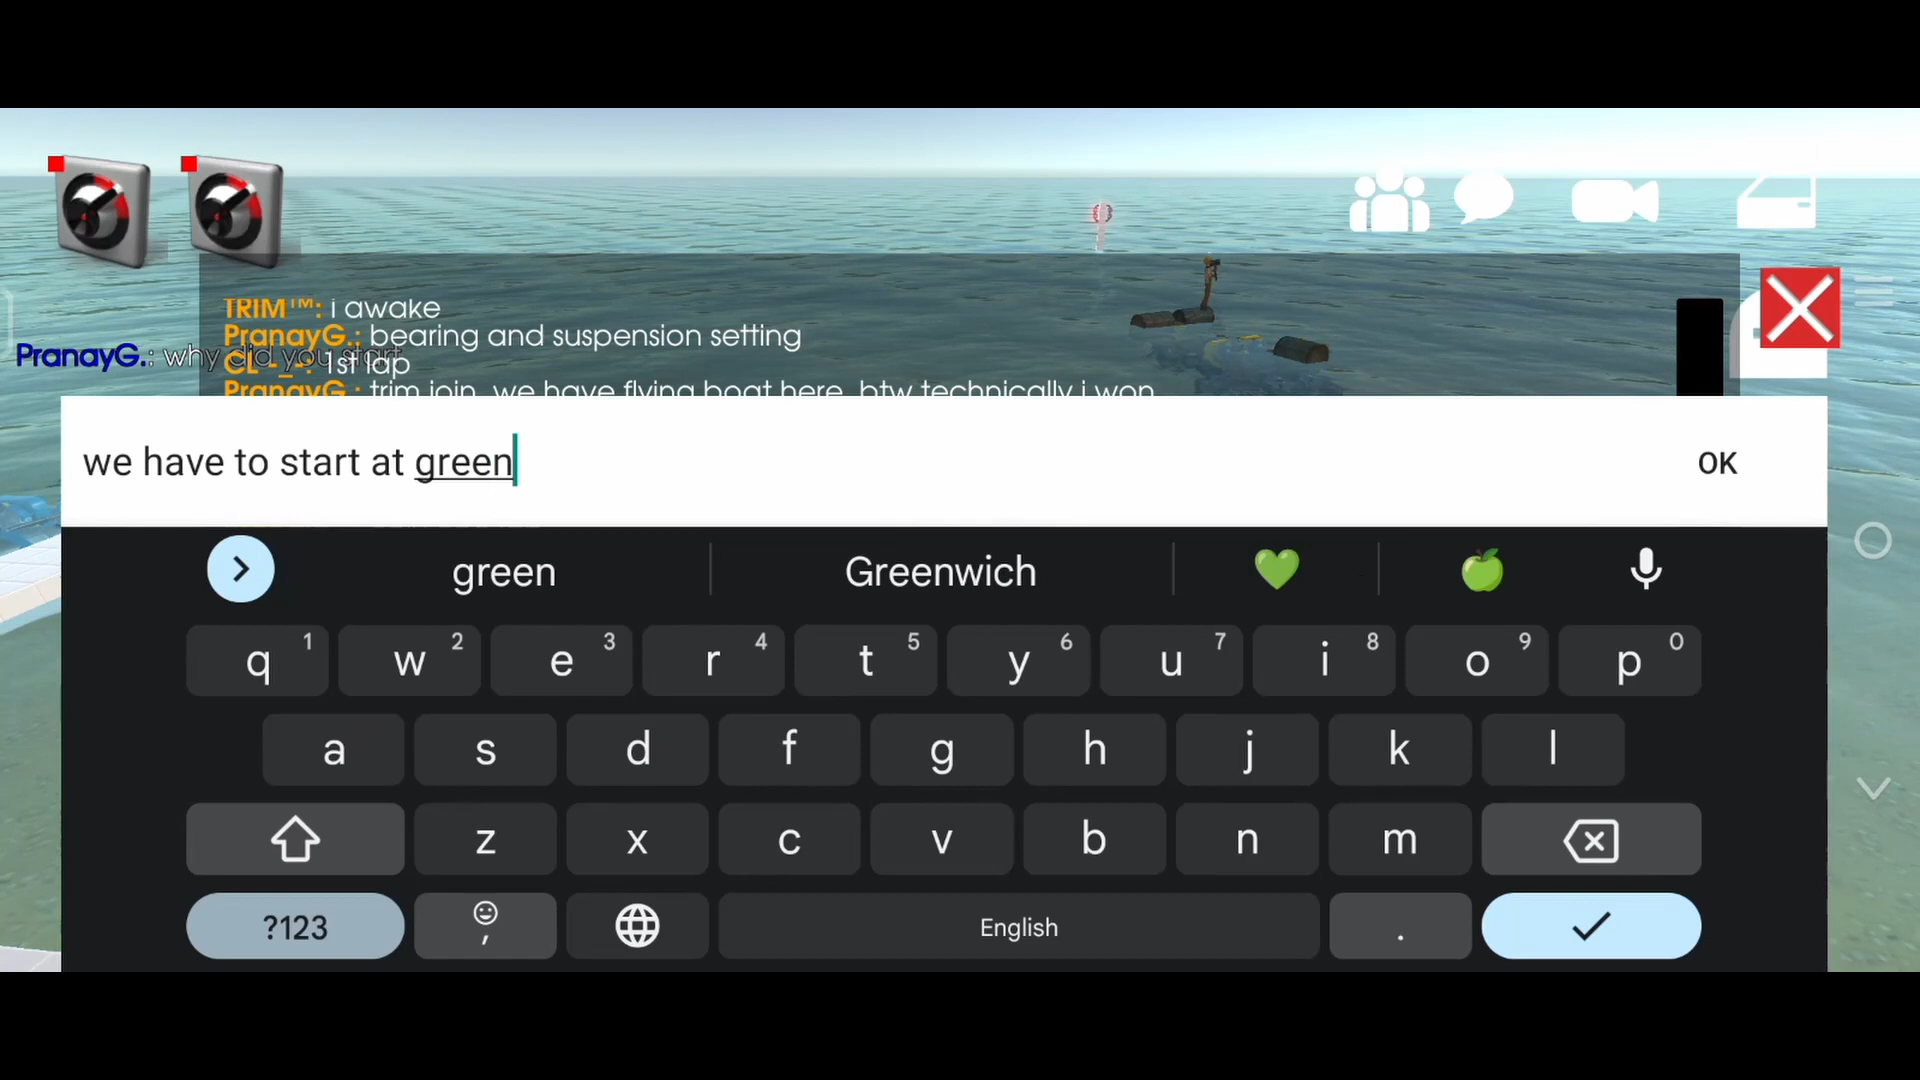 TRIM™: i awake
PranayG.: bearing and suspension setting
PranayG.: why did you start
CL -_-: 1st lap
PranayG.: trim join, we have flying boat here, btw technically i won
we have to start at green
OK
green Greenwich
q 1 w 2 e 3 r 4 t 5 y 6 u 7 i 8 o 9 p 0
a s d f g h j k l
z x c v b n m
?123 , English .